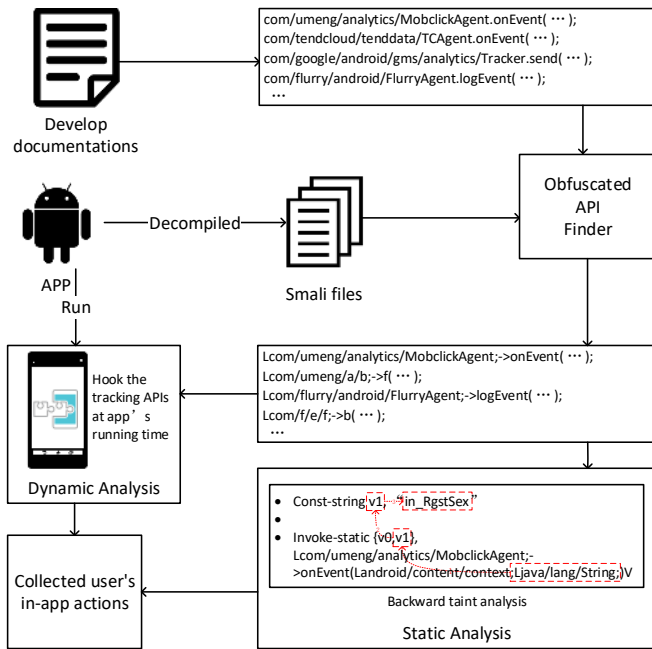 com/umeng/analytics/MobclickAgent.onEvent( ··· );
com/tendcloud/tenddata/TCAgent.onEvent( ··· );
com/google/android/gms/analytics/Tracker.send( ··· );
com/flurry/android/FlurryAgent.logEvent( ··· );
···
Develop
documentations
Decompiled
Smali files
Obfuscated
API
Finder
APP
Run
Hook the
tracking APIs
at app's
running time
Dynamic Analysis
Lcom/umeng/analytics/MobclickAgent;->onEvent( ··· );
Lcom/umeng/a/b;->f( ··· );
Lcom/flurry/android/FlurryAgent;->logEvent( ··· );
Lcom/f/e/f;->b( ··· );
···
• Const-string v1, “in_RgstSex”
•
• Invoke-static {v0,v1},
Lcom/umeng/analytics/MobclickAgent;-
>onEvent(Landroid/content/context;Ljava/lang/String;)V
Backward taint analysis
Static Analysis
Collected user's
in-app actions